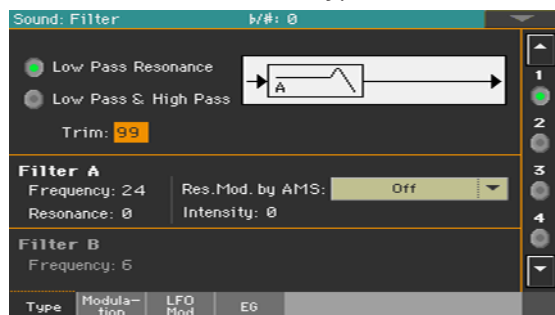 Sound: Filter ♭/#: 0
Low Pass Resonance
A
Low Pass & High Pass
Trim: 99
Filter A
Frequency: 24 Res.Mod. by AMS: Off
Resonance: 0 Intensity: 0
Filter B
Frequency: 6
1
2
3
4
Type Modula- LFO EG
tion Mod